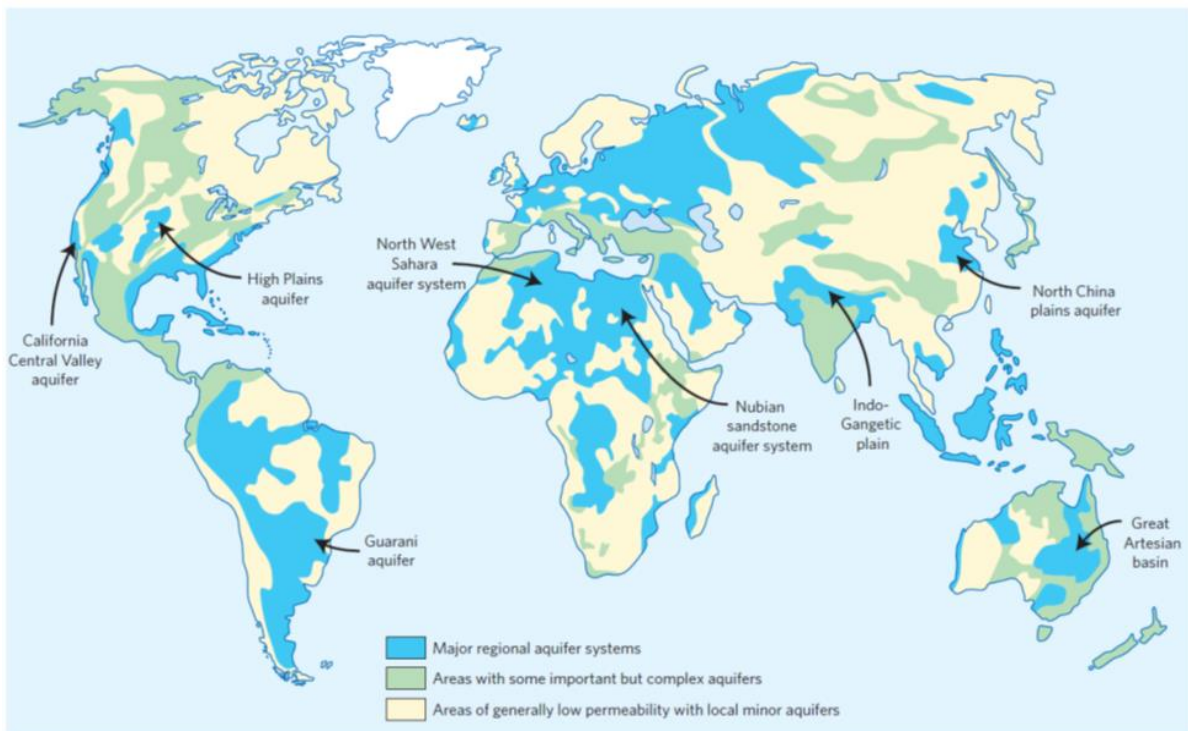 North West
Sahara
aquifer system
High Plains
aquifer
North China
plains aquifer
California
Central Valley
aquifer
Nubian
sandstone
aquifer system
Indo-
Gangetic
plain
Guarani
aquifer
Great
Artesian
basin
Major regional aquifer systems
Areas with some important but complex aquifers
Areas of generally low permeability with local minor aquifers